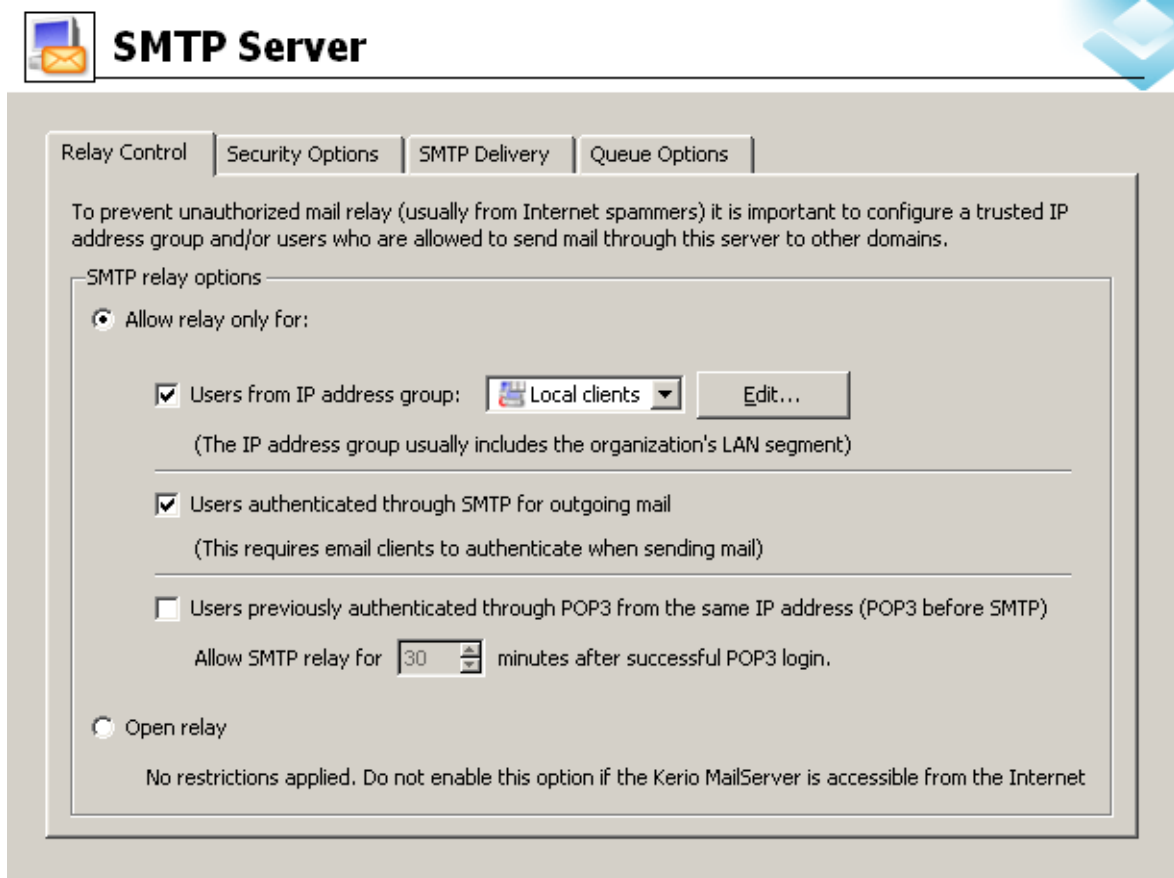 SMTP Server
Relay Control
Security Options
SMTP Delivery
Queue Options
To prevent unauthorized mail relay (usually from Internet spammers) it is important to configure a trusted IP
address group and/or users who are allowed to send mail through this server to other domains.
SMTP relay options
Allow relay only for:
Users from IP address group:
Local clients
Edit...
(The IP address group usually includes the organization's LAN segment)
Users authenticated through SMTP for outgoing mail
(This requires email clients to authenticate when sending mail)
Users previously authenticated through POP3 from the same IP address (POP3 before SMTP)
Allow SMTP relay for 30 minutes after successful POP3 login.
Open relay
No restrictions applied. Do not enable this option if the Kerio MailServer is accessible from the Internet